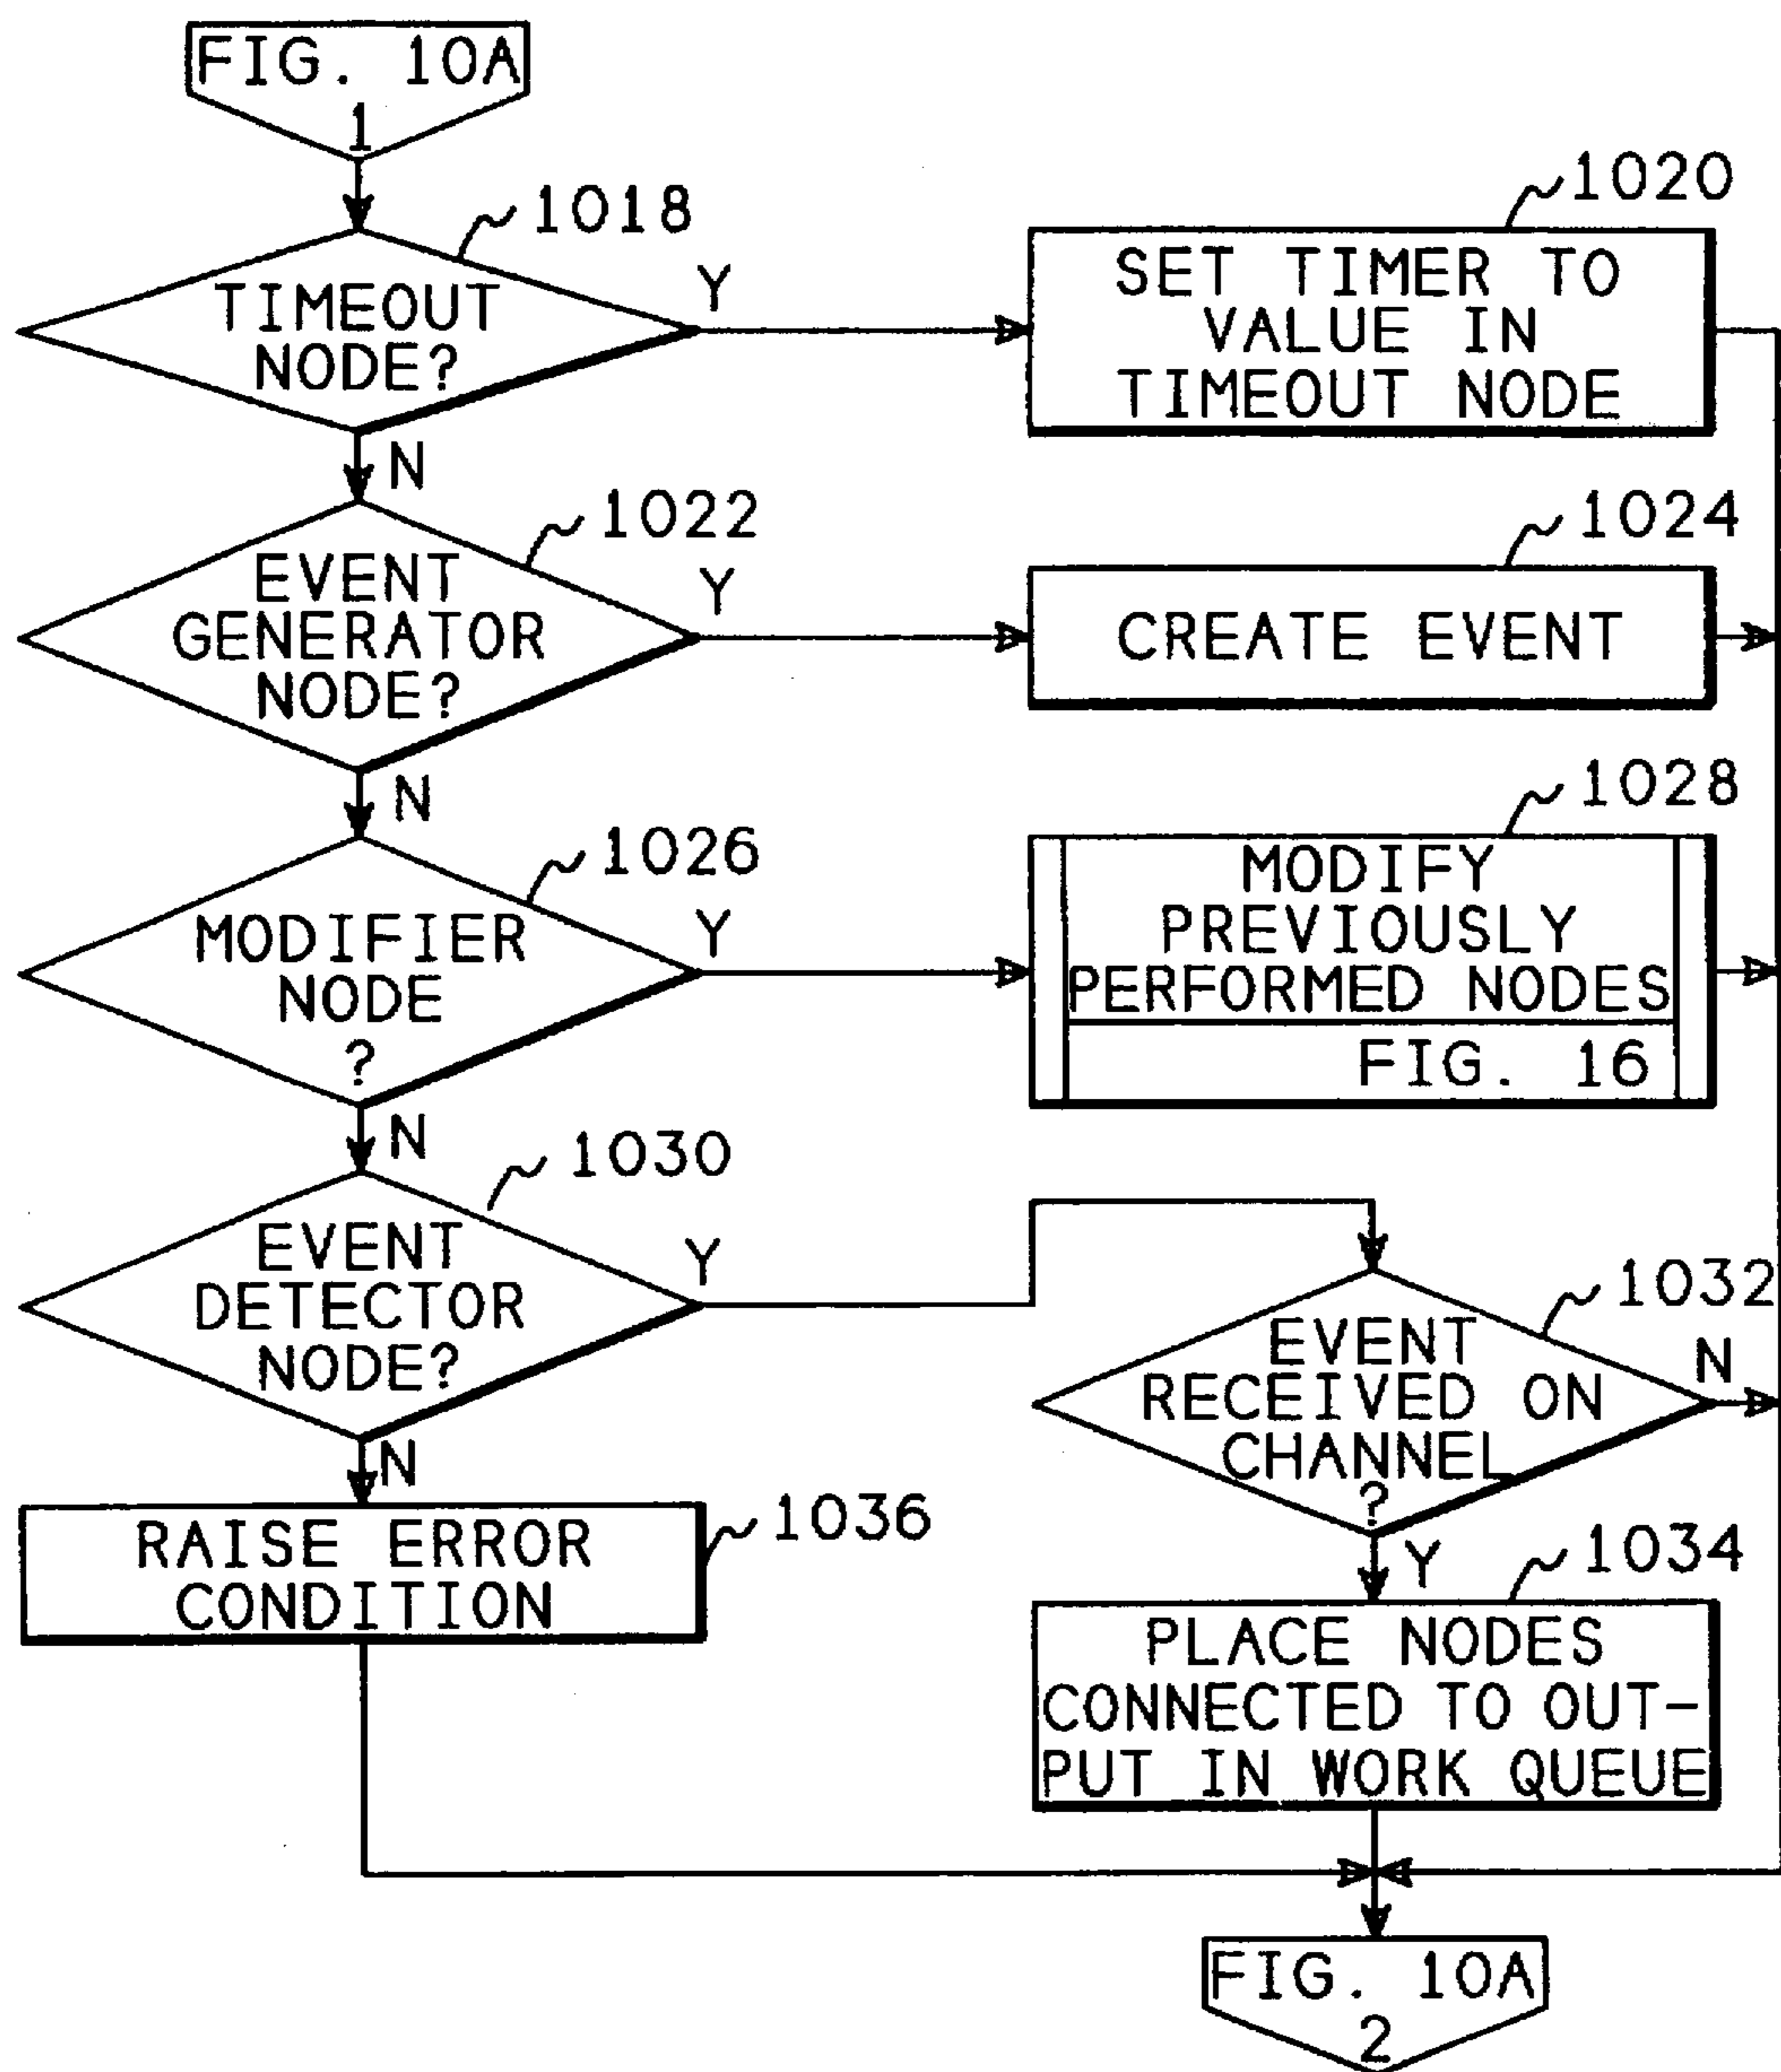 FIG. 10A
1
1018
TIMEOUT
NODE?
Y
N
1020
SET TIMER TO
VALUE IN
TIMEOUT NODE
1022
EVENT
GENERATOR
NODE?
Y
N
1024
CREATE EVENT
1026
MODIFIER
NODE
?
Y
N
1028
MODIFY
PREVIOUSLY
PERFORMED NODES
FIG. 16
1030
EVENT
DETECTOR
NODE?
Y
N
1032
EVENT
RECEIVED ON
CHANNEL
?
N
Y
1036
RAISE ERROR
CONDITION
1034
PLACE NODES
CONNECTED TO OUT-
PUT IN WORK QUEUE
FIG. 10A
2